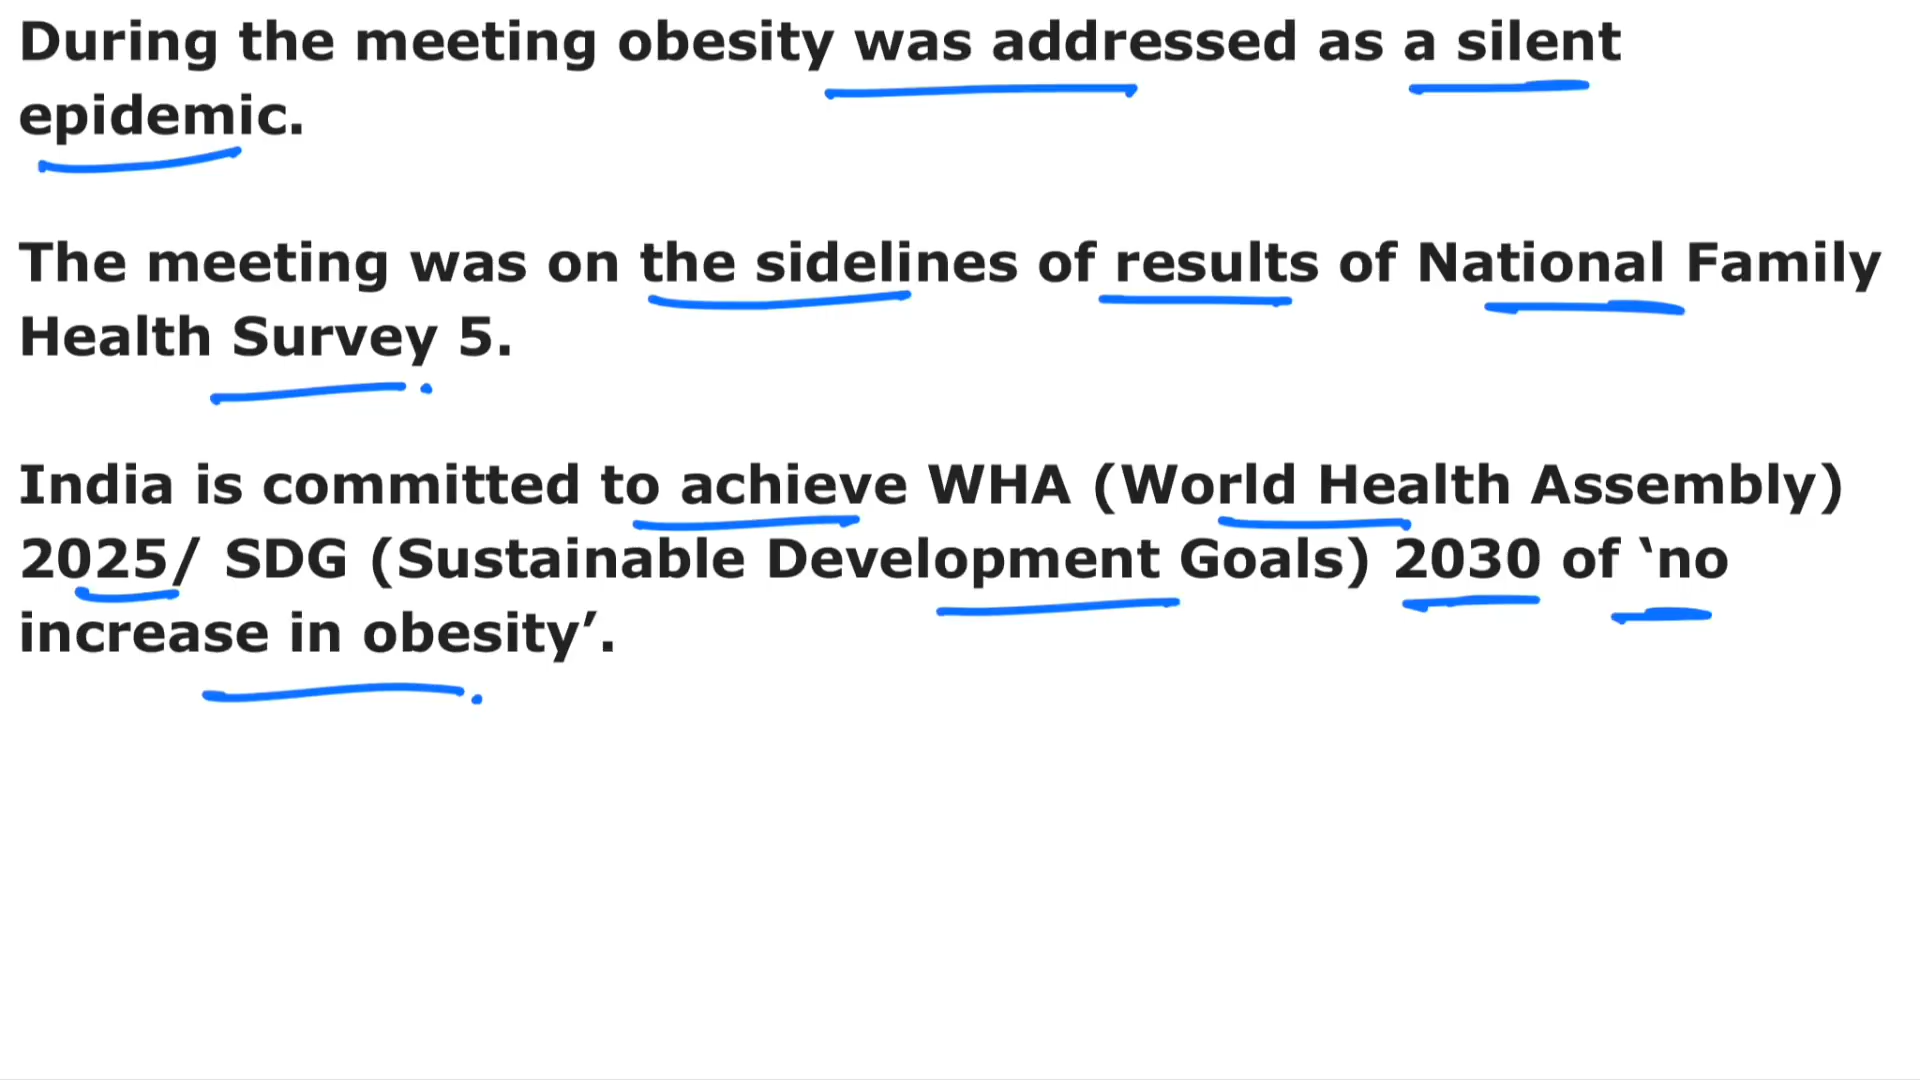 During the meeting obesity was addressed as a silent
epidemic.
The meeting was on the sidelines of results of National Family
Health Survey 5.
India is committed to achieve WHA (World Health Assembly)
2025/ SDG (Sustainable Development Goals) 2030 of ‘no
increase in obesity’.